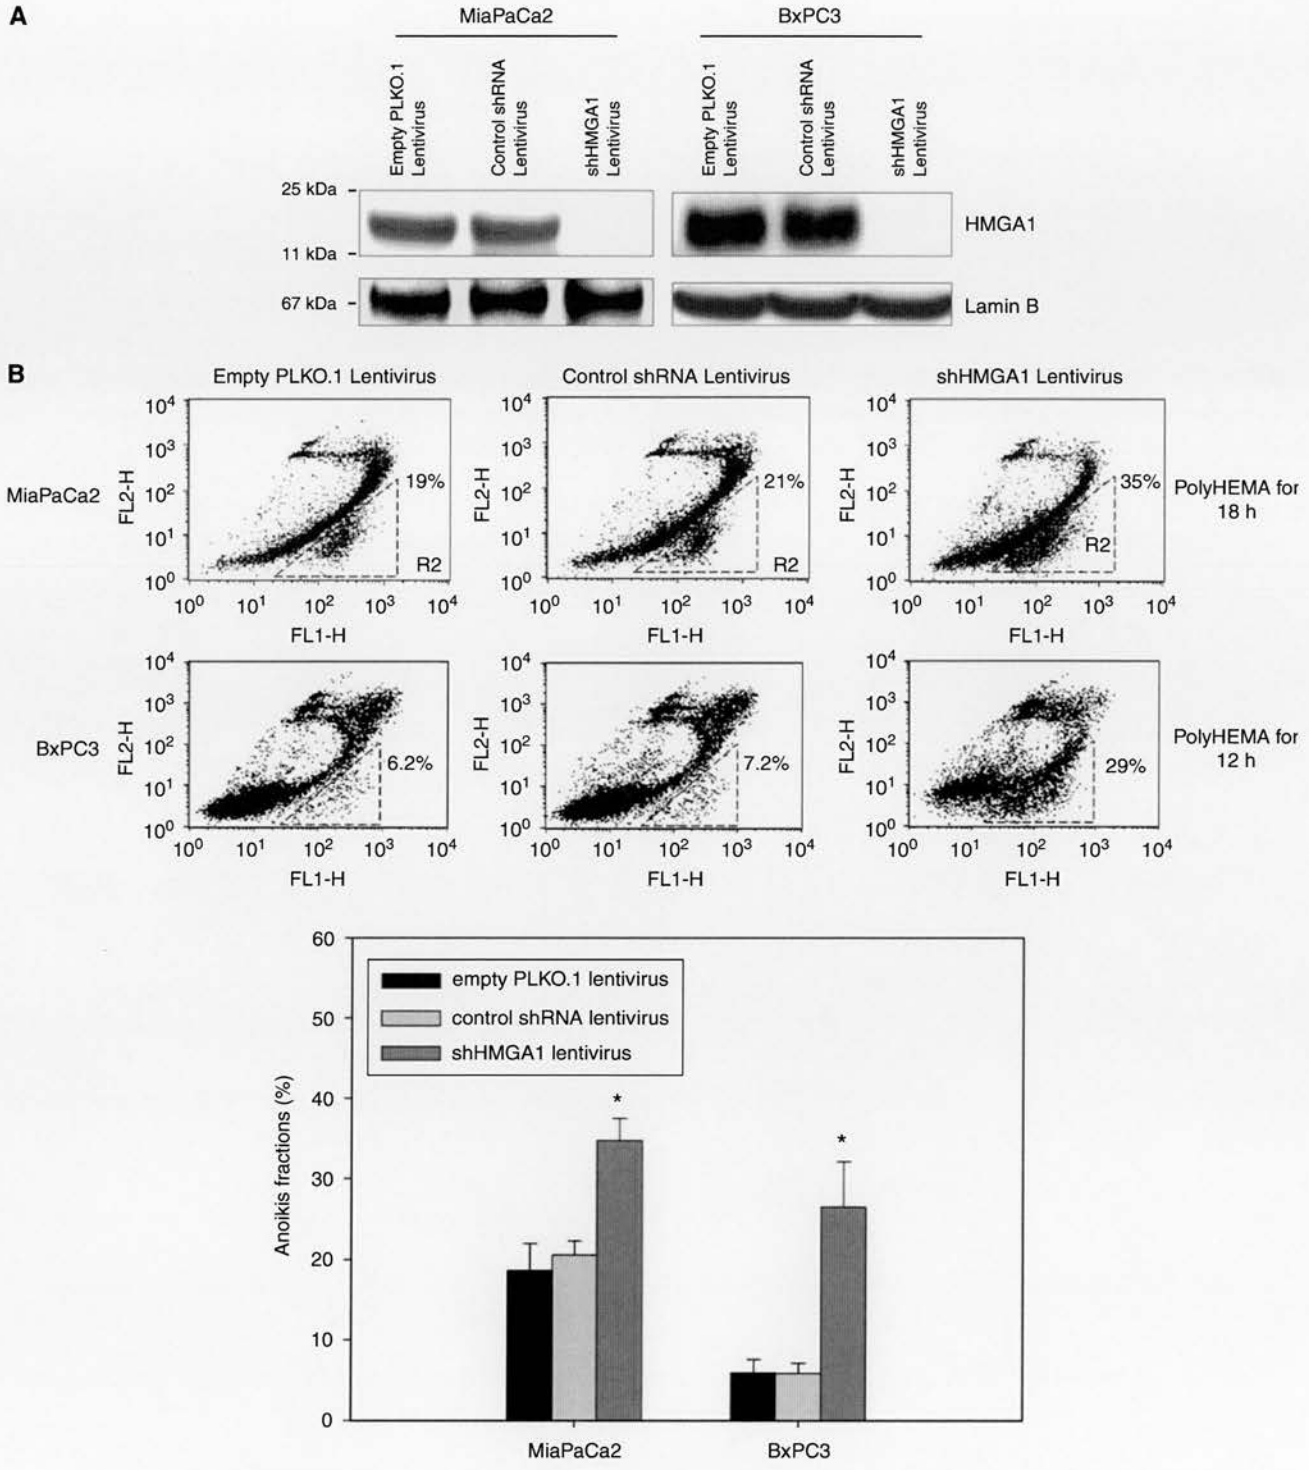 A
MiaPaCa2
BxPC3
Empty PLKO.1
Lentivirus
Control shRNA
Lentivirus
shHMGA1
Lentivirus
Empty PLKO.1
Lentivirus
Control shRNA
Lentivirus
shHMGA1
Lentivirus
25 kDa
11 kDa
HMGA1
67 kDa
Lamin B
B
Empty PLKO.1 Lentivirus
Control shRNA Lentivirus
shHMGA1 Lentivirus
MiaPaCa2
FL2-H
10⁴
10³
10²
10¹
10⁰
19%
R2
10⁰ 10¹ 10² 10³ 10⁴
FL1-H
FL2-H
10⁴
10³
10²
10¹
10⁰
21%
R2
10⁰ 10¹ 10² 10³ 10⁴
FL1-H
FL2-H
10⁴
10³
10²
10¹
10⁰
35%
R2
10⁰ 10¹ 10² 10³ 10⁴
FL1-H
PolyHEMA for
18 h
BxPC3
FL2-H
10⁴
10³
10²
10¹
10⁰
6.2%
10⁰ 10¹ 10² 10³ 10⁴
FL1-H
FL2-H
10⁴
10³
10²
10¹
10⁰
7.2%
10⁰ 10¹ 10² 10³ 10⁴
FL1-H
FL2-H
10⁴
10³
10²
10¹
10⁰
29%
10⁰ 10¹ 10² 10³ 10⁴
FL1-H
PolyHEMA for
12 h
Anoikis fractions (%)
60
50
40
30
20
10
0
empty PLKO.1 lentivirus
control shRNA lentivirus
shHMGA1 lentivirus
*
*
MiaPaCa2
BxPC3